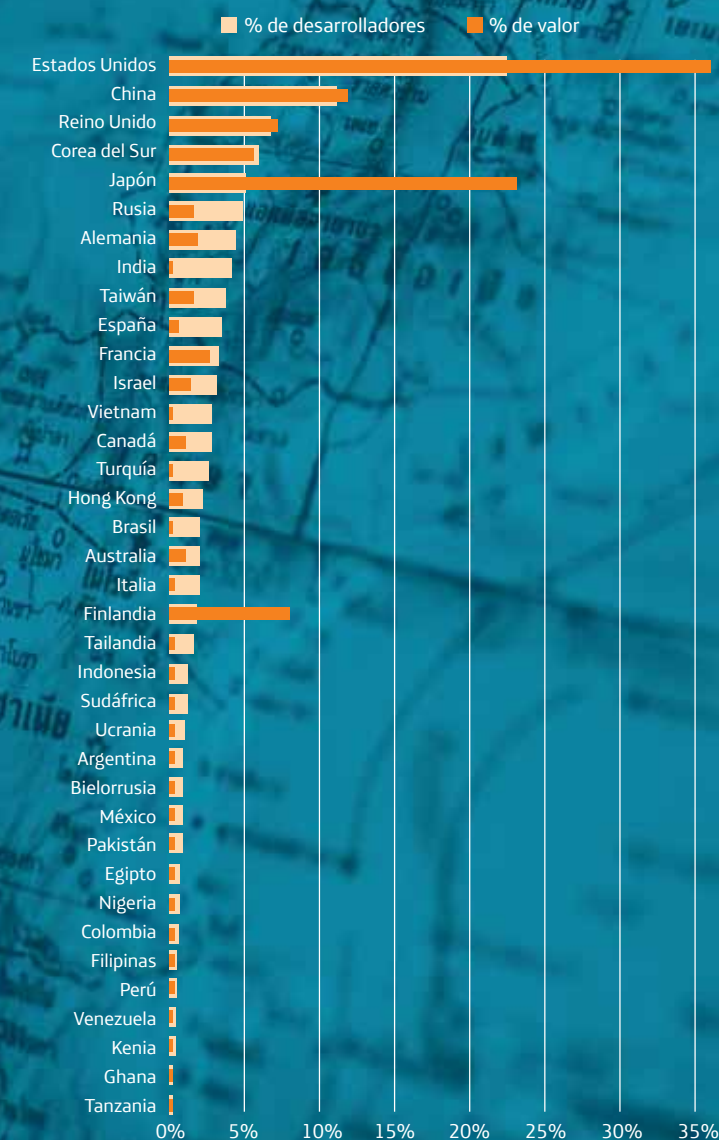 % de desarrolladores % de valor
Estados Unidos
China
Reino Unido
Corea del Sur
Japón
Rusia
Alemania
India
Taiwán
España
Francia
Israel
Vietnam
Canadá
Turquía
Hong Kong
Brasil
Australia
Italia
Finlandia
Tailandia
Indonesia
Sudáfrica
Ucrania
Argentina
Bielorrusia
México
Pakistán
Egipto
Nigeria
Colombia
Filipinas
Perú
Venezuela
Kenia
Ghana
Tanzania
0% 5% 10% 15% 20% 25% 30% 35%